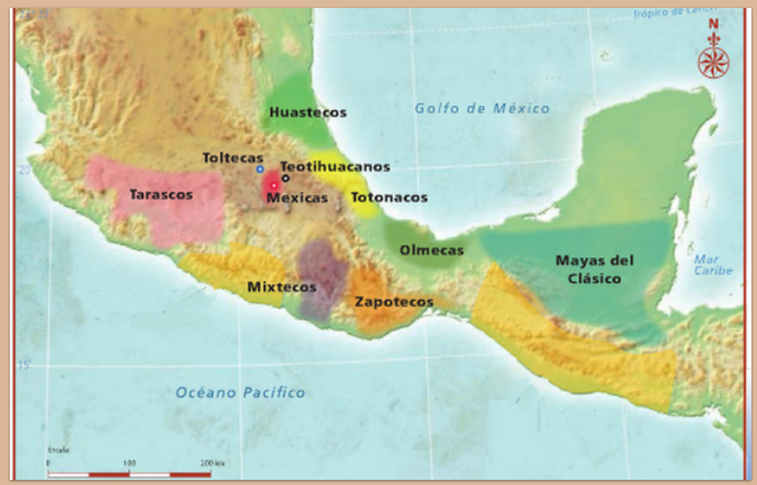 Trópico de Cáncer
N
Huastecos
Golfo de México
Toltecas
Teotihuacanos
20°
Tarascos
Mexicas
Totonacos
Olmecas
Mayas del
Clásico
Mar
Caribe
Mixtecos
Zapotecos
15°
Océano Pacífico
Escala:
0 100 200 km